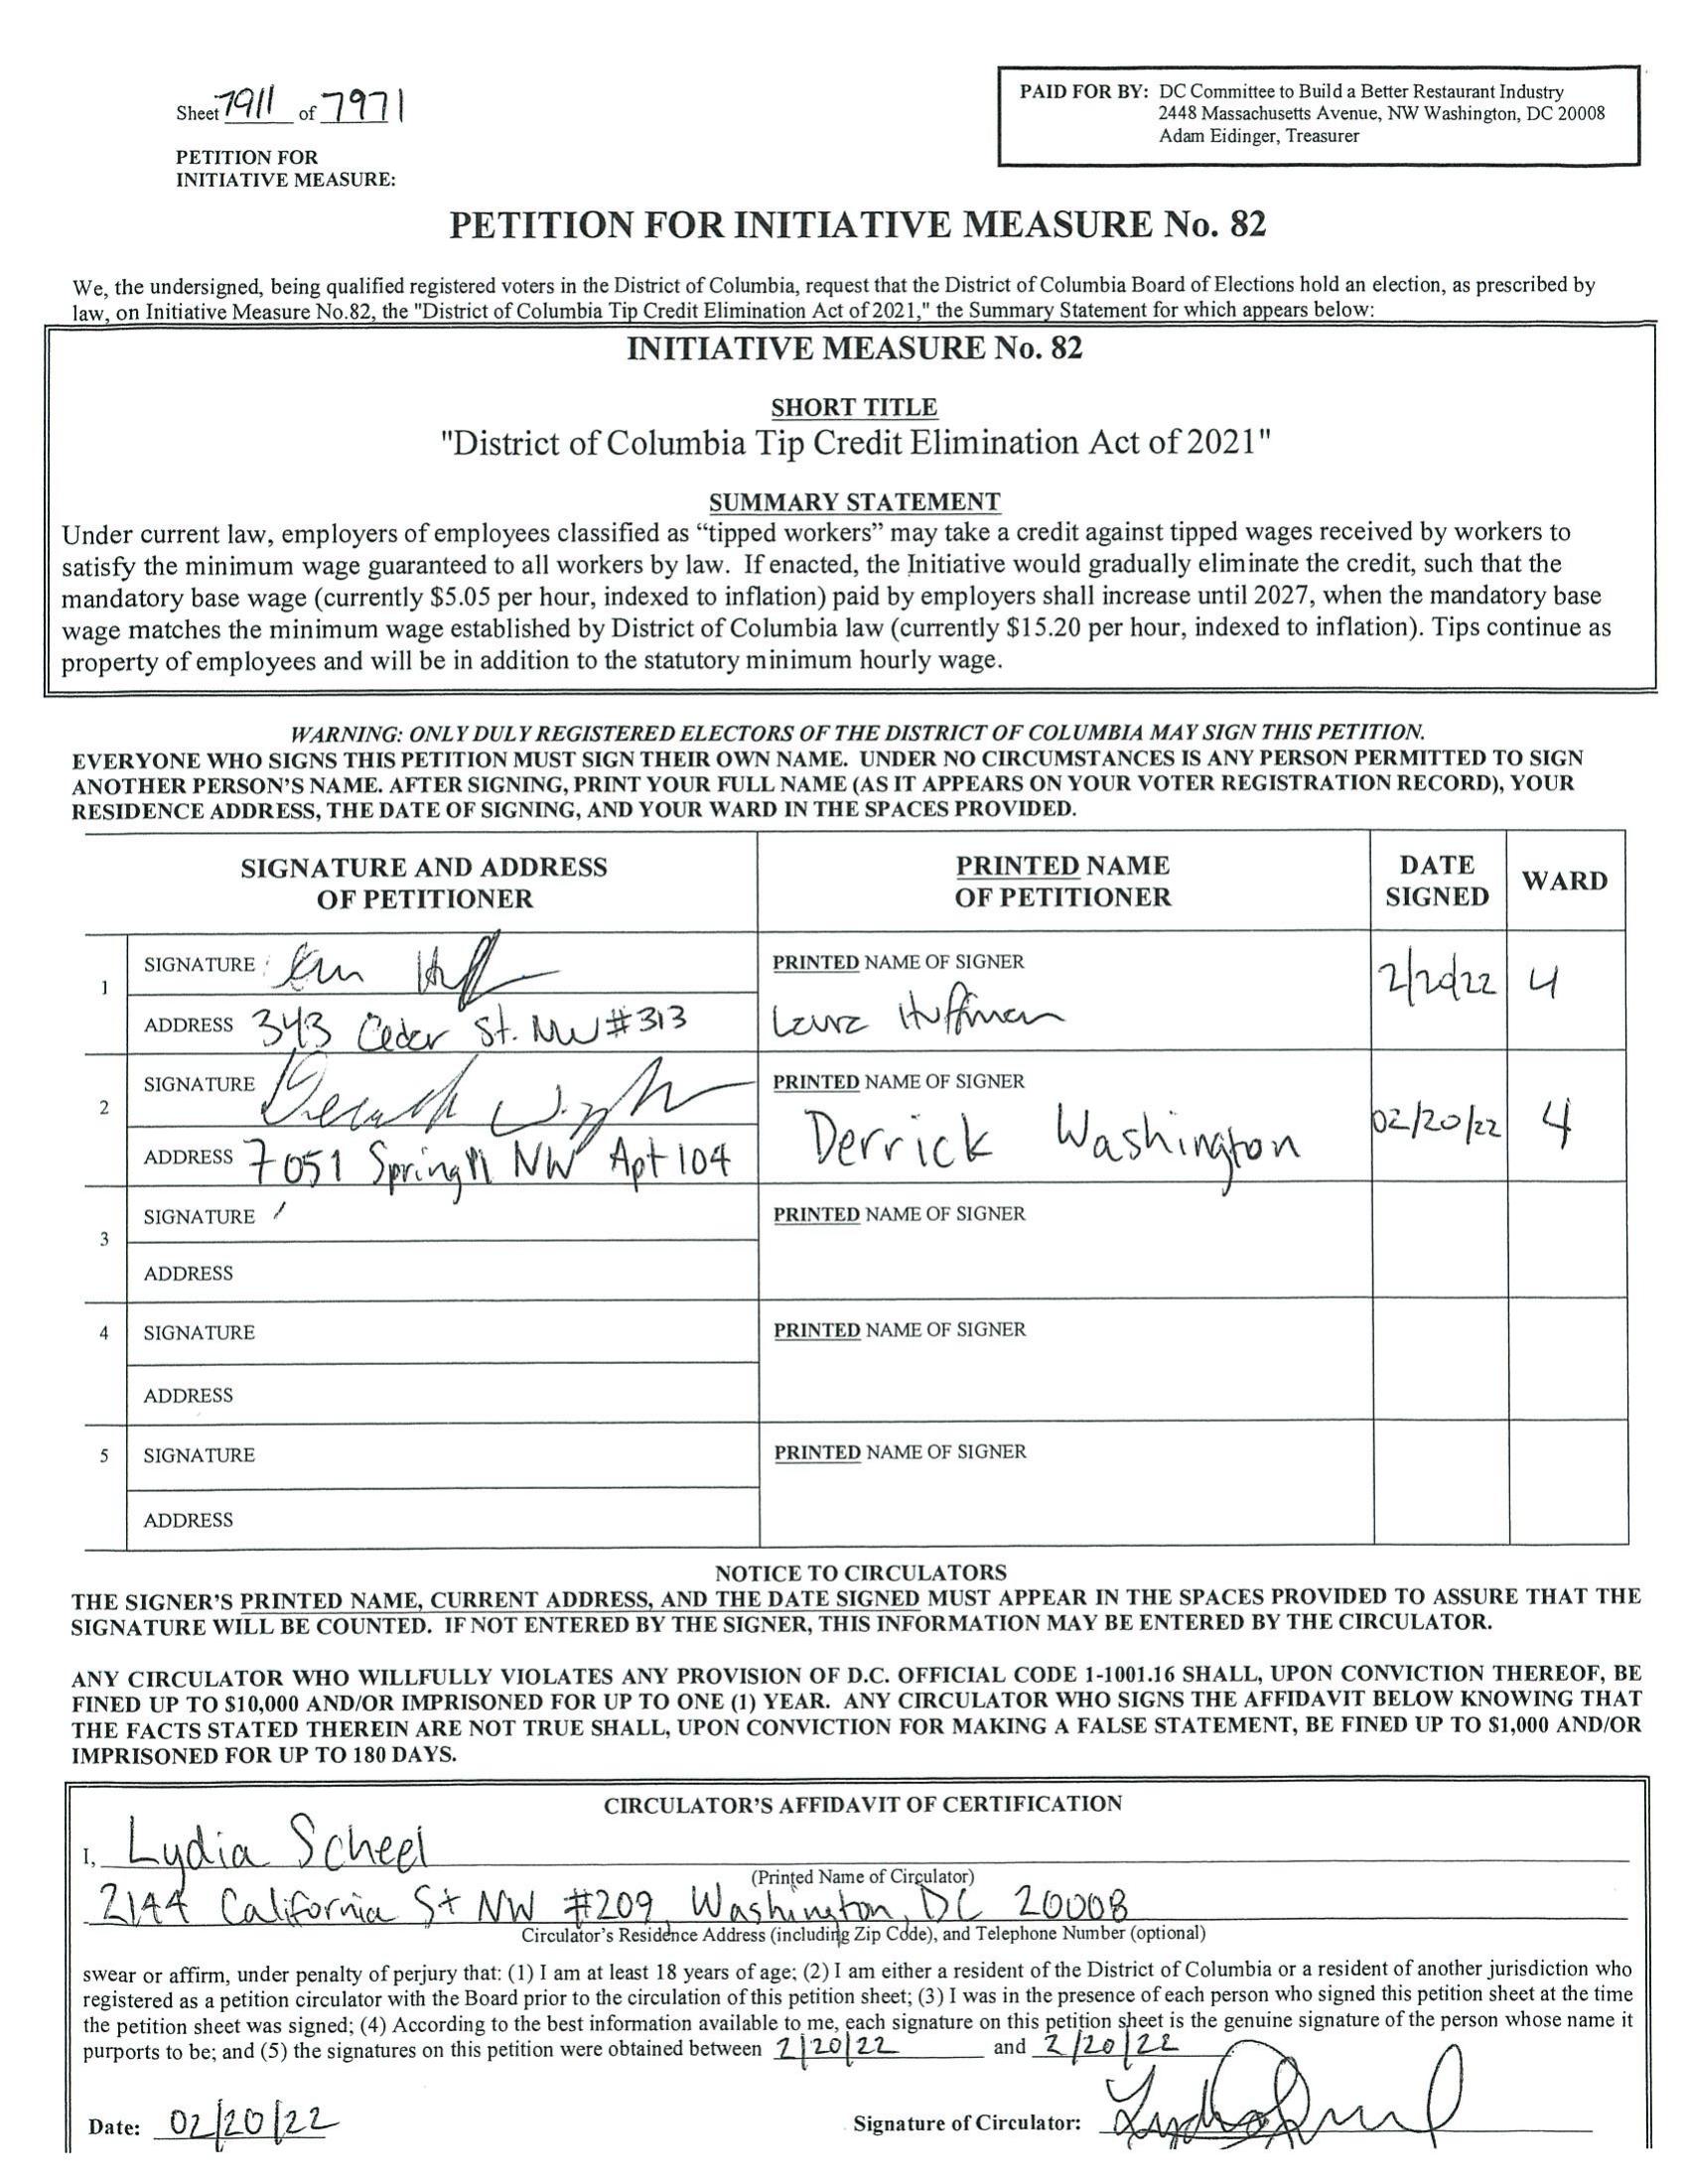 Sheet 7911 of 7971
PAID FOR BY: DC Committee to Build a Better Restaurant Industry
2448 Massachusetts Avenue, NW Washington, DC 20008
Adam Eidinger, Treasurer
PETITION FOR
INITIATIVE MEASURE:
PETITION FOR INITIATIVE MEASURE No. 82
We, the undersigned, being qualified registered voters in the District of Columbia, request that the District of Columbia Board of Elections hold an election, as prescribed by
law, on Initiative Measure No.82, the "District of Columbia Tip Credit Elimination Act of 2021," the Summary Statement for which appears below:
INITIATIVE MEASURE No. 82
SHORT TITLE
"District of Columbia Tip Credit Elimination Act of 2021"
SUMMARY STATEMENT
Under current law, employers of employees classified as “tipped workers” may take a credit against tipped wages received by workers to
satisfy the minimum wage guaranteed to all workers by law. If enacted, the Initiative would gradually eliminate the credit, such that the
mandatory base wage (currently $5.05 per hour, indexed to inflation) paid by employers shall increase until 2027, when the mandatory base
wage matches the minimum wage established by District of Columbia law (currently $15.20 per hour, indexed to inflation). Tips continue as
property of employees and will be in addition to the statutory minimum hourly wage.
WARNING: ONLY DULY REGISTERED ELECTORS OF THE DISTRICT OF COLUMBIA MAY SIGN THIS PETITION.
EVERYONE WHO SIGNS THIS PETITION MUST SIGN THEIR OWN NAME. UNDER NO CIRCUMSTANCES IS ANY PERSON PERMITTED TO SIGN
ANOTHER PERSON'S NAME. AFTER SIGNING, PRINT YOUR FULL NAME (AS IT APPEARS ON YOUR VOTER REGISTRATION RECORD), YOUR
RESIDENCE ADDRESS, THE DATE OF SIGNING, AND YOUR WARD IN THE SPACES PROVIDED.
SIGNATURE AND ADDRESS OF PETITIONER PRINTED NAME OF PETITIONER DATE SIGNED WARD
1 SIGNATURE PRINTED NAME OF SIGNER 2/20/22 4
ADDRESS 343 Cedar St. NW #313 Laura Huffman
2 SIGNATURE PRINTED NAME OF SIGNER 02/20/22 4
ADDRESS 7051 Spring Pl NW Apt 104 Derrick Washington
3 SIGNATURE PRINTED NAME OF SIGNER
ADDRESS
4 SIGNATURE PRINTED NAME OF SIGNER
ADDRESS
5 SIGNATURE PRINTED NAME OF SIGNER
ADDRESS
NOTICE TO CIRCULATORS
THE SIGNER'S PRINTED NAME, CURRENT ADDRESS, AND THE DATE SIGNED MUST APPEAR IN THE SPACES PROVIDED TO ASSURE THAT THE
SIGNATURE WILL BE COUNTED. IF NOT ENTERED BY THE SIGNER, THIS INFORMATION MAY BE ENTERED BY THE CIRCULATOR.
ANY CIRCULATOR WHO WILLFULLY VIOLATES ANY PROVISION OF D.C. OFFICIAL CODE 1-1001.16 SHALL, UPON CONVICTION THEREOF, BE
FINED UP TO $10,000 AND/OR IMPRISONED FOR UP TO ONE (1) YEAR. ANY CIRCULATOR WHO SIGNS THE AFFIDAVIT BELOW KNOWING THAT
THE FACTS STATED THEREIN ARE NOT TRUE SHALL, UPON CONVICTION FOR MAKING A FALSE STATEMENT, BE FINED UP TO $1,000 AND/OR
IMPRISONED FOR UP TO 180 DAYS.
CIRCULATOR'S AFFIDAVIT OF CERTIFICATION
I, Lydia Scheel
(Printed Name of Circulator)
2144 California St NW #209 Washington, DC 20008
Circulator's Residence Address (including Zip Code), and Telephone Number (optional)
swear or affirm, under penalty of perjury that: (1) I am at least 18 years of age; (2) I am either a resident of the District of Columbia or a resident of another jurisdiction who
registered as a petition circulator with the Board prior to the circulation of this petition sheet; (3) I was in the presence of each person who signed this petition sheet at the time
the petition sheet was signed; (4) According to the best information available to me, each signature on this petition sheet is the genuine signature of the person whose name it
purports to be; and (5) the signatures on this petition were obtained between 2/20/22 and 2/20/22
Date: 02/20/22 Signature of Circulator: